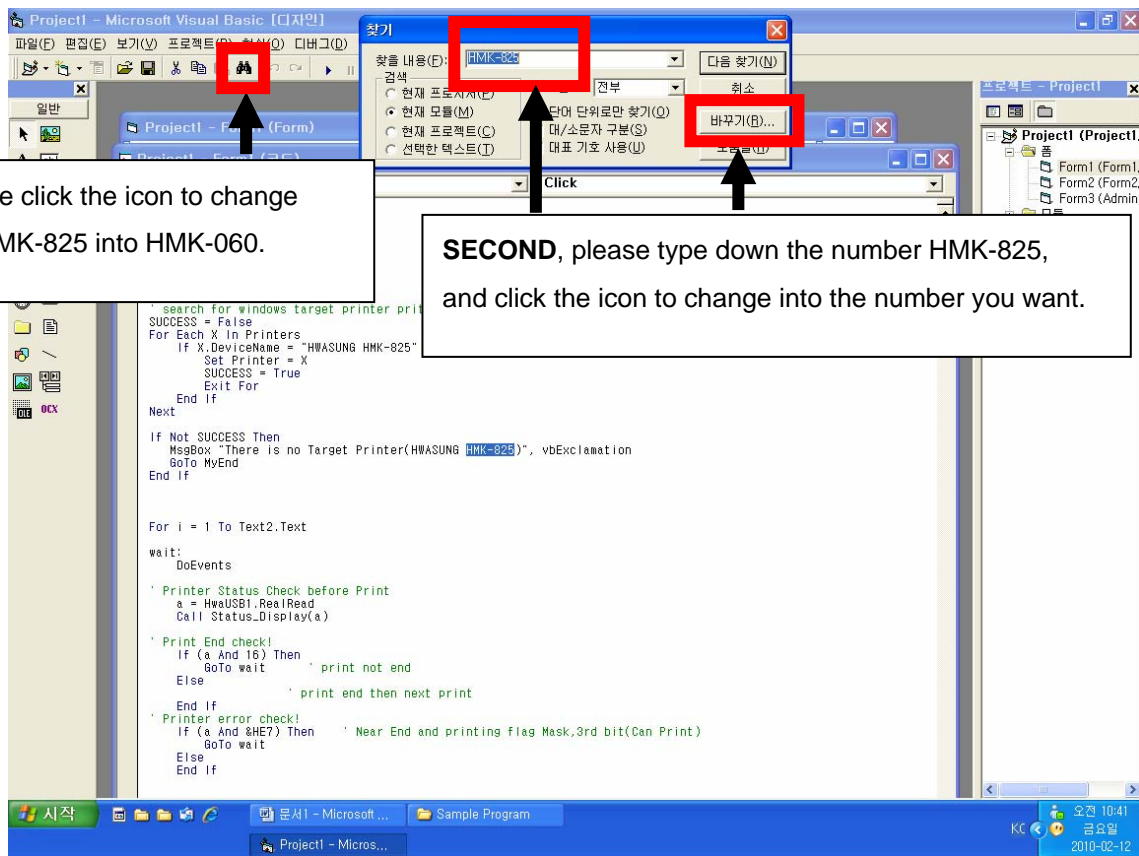 Project1 - Microsoft Visual Basic [디자인]
파일(F) 편집(E) 보기(V) 프로젝트(P) 형식(O) 디버그(D)
찾기
찾을 내용(F): HMK-825
다음 찾기(N)
검색
현재 프로시저(P)
현재 모듈(M)
현재 프로젝트(C)
선택한 텍스트(T)
전부
단어 단위로만 찾기(O)
대/소문자 구분(S)
대표 기호 사용(U)
취소
바꾸기(R)...
도움말(H)
일반
Project1 - Form1 (Form)
Project1 - Form1 (코드)
Click
프로젝트 - Project1
Project1 (Project1.
폼
Form1 (Form1.
Form2 (Form2.
Form3 (Admin
모듈
e click the icon to change
MK-825 into HMK-060.
SECOND, please type down the number HMK-825,
and click the icon to change into the number you want.
OLE OCX
' search for windows target printer prit
SUCCESS = False
For Each X In Printers
If X.DeviceName = "HWASUNG HMK-825"
Set Printer = X
SUCCESS = True
Exit For
End If
Next
If Not SUCCESS Then
MsgBox "There is no Target Printer(HWASUNG HMK-825)", vbExclamation
GoTo MyEnd
End If
For i = 1 To Text2.Text
wait:
DoEvents
' Printer Status Check before Print
a = HwaUSB1.RealRead
Call Status_Display(a)
' Print End check!
If (a And 16) Then
GoTo wait ' print not end
Else
' print end then next print
End If
' Printer error check!
If (a And &HE7) Then ' Near End and printing flag Mask,3rd bit(Can Print)
GoTo wait
Else
End If
시작
문서1 - Microsoft ...
Sample Program
Project1 - Micros...
KC
오전 10:41
금요일
2010-02-12